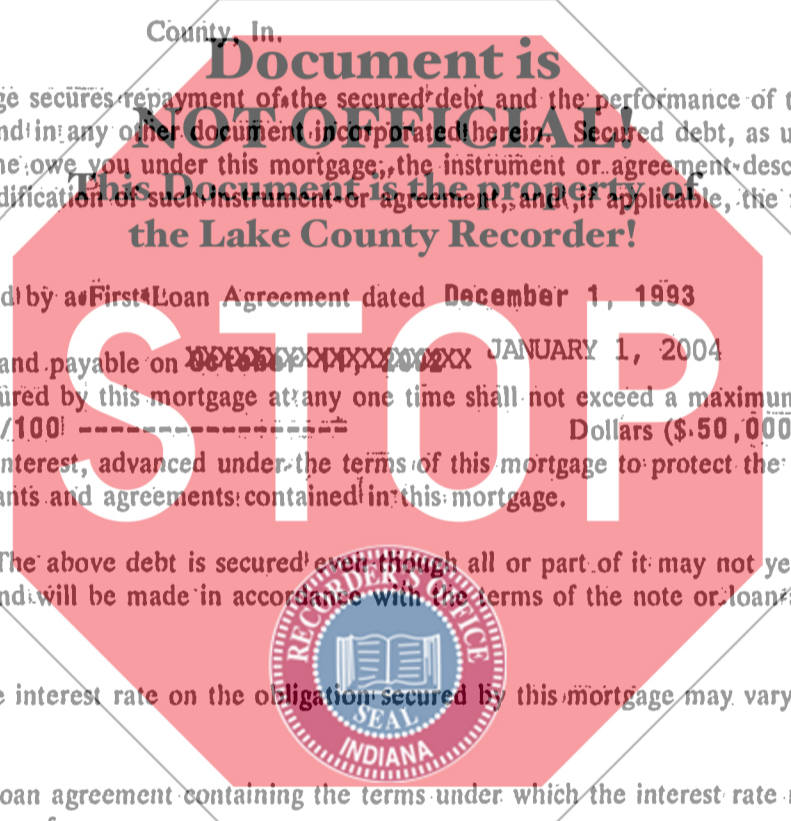 County, In.
Document is
ge secures repayment of the secured debt and the performance of t
NOT OFFICIAL!
nd in any other document incorporated herein. Secured debt, as u
ne owe you under this mortgage, the instrument or agreement desc
This Document is the property of
dification of such instrument or agreement, and, if applicable, the
the Lake County Recorder!
d by a First Loan Agreement dated December 1, 1993
STOP
and payable on JANUARY 1, 2004
ured by this mortgage at any one time shall not exceed a maximum
/100 ------------------- Dollars ($ 50,000
nterest, advanced under the terms of this mortgage to protect the
ants and agreements contained in this mortgage.
The above debt is secured even though all or part of it may not ye
nd will be made in accordance with the terms of the note or loan
RECORDER'S OFFICE
SEAL
INDIANA
e interest rate on the obligation secured by this mortgage may vary
oan agreement containing the terms under which the interest rate